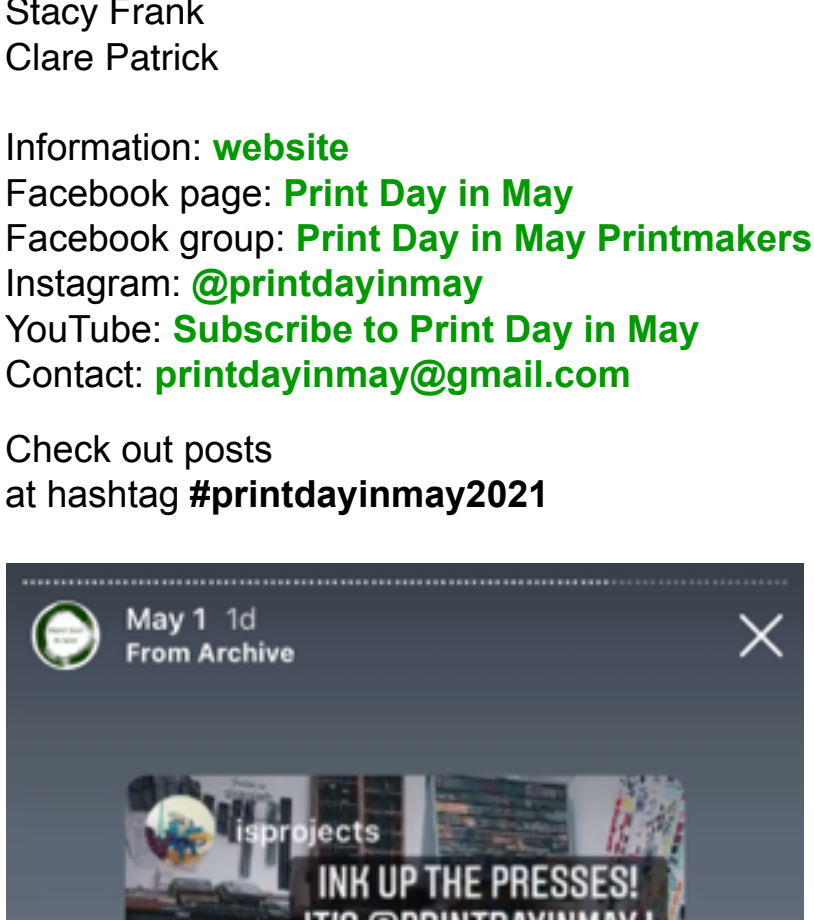 Stacy Frank
Clare Patrick
Information: website
Facebook page: Print Day in May
Facebook group: Print Day in May Printmakers
Instagram: @printdayinmay
YouTube: Subscribe to Print Day in May
Contact: printdayinmay@gmail.com
Check out posts
at hashtag #printdayinmay2021
May 1 1d
From Archive
isprojects
INK UP THE PRESSES!
IT'S @PRINTDAYINMAY!